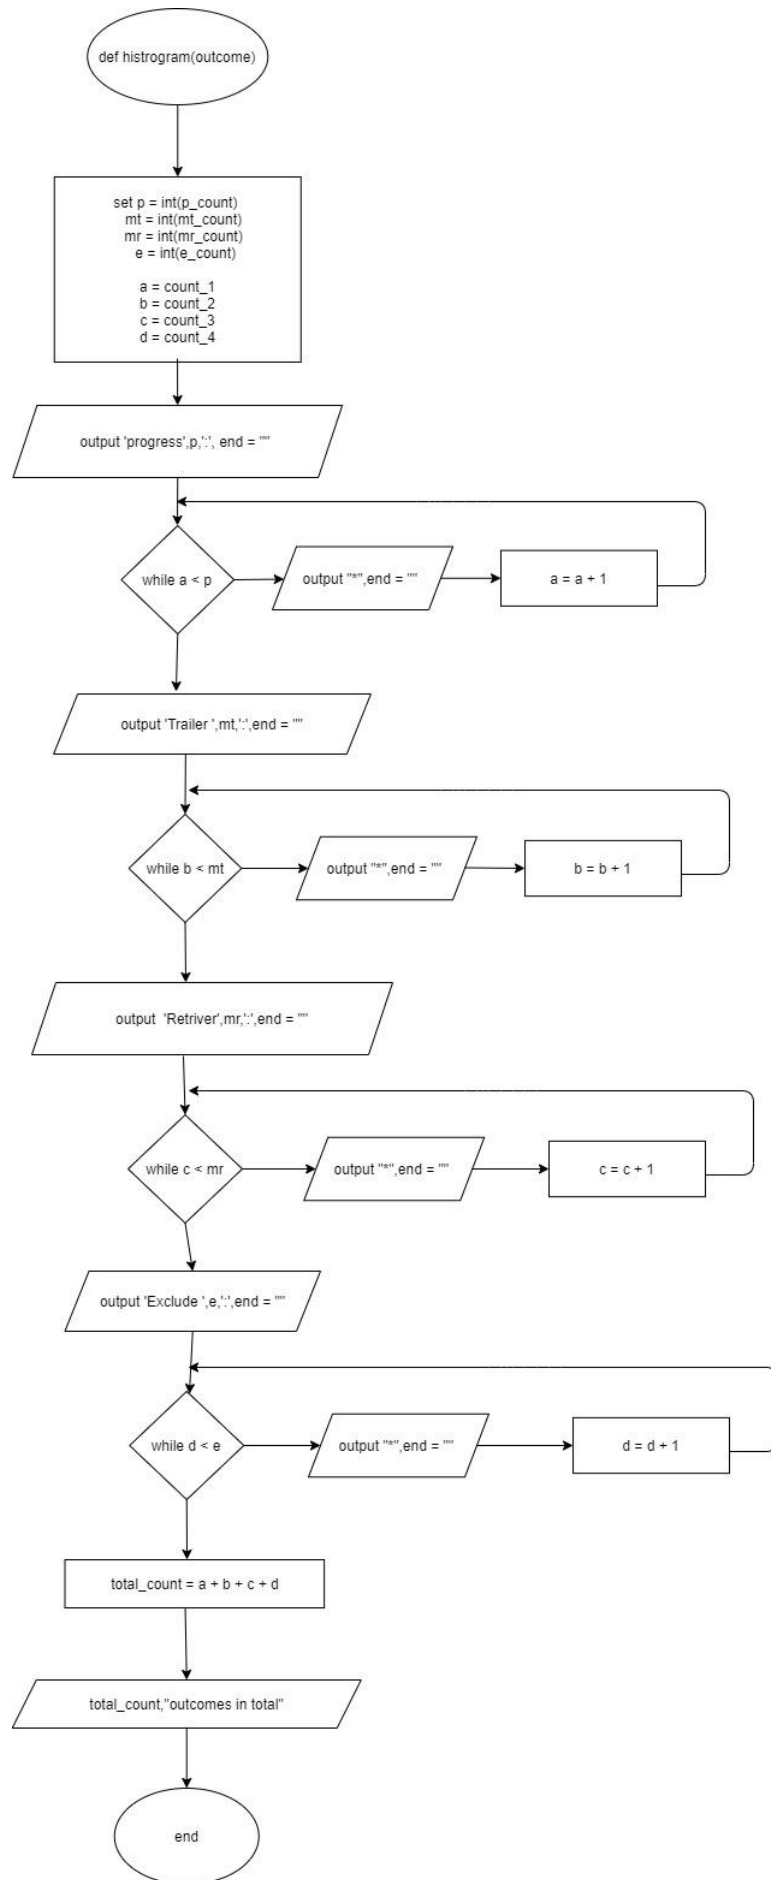 def histrogram(outcome)
set p = int(p_count)
mt = int(mt_count)
mr = int(mr_count)
e = int(e_count)
a = count_1
b = count_2
c = count_3
d = count_4
output 'progress',p,':', end = ""
while a < p
output "*",end = ""
a = a + 1
output 'Trailer ',mt,':',end = ""
while b < mt
output "*",end = ""
b = b + 1
output  'Retriver',mr,':',end = ""
while c < mr
output "*",end = ""
c = c + 1
output 'Exclude ',e,':',end = ""
while d < e
output "*",end = ""
d = d + 1
total_count = a + b + c + d
total_count,"outcomes in total"
end